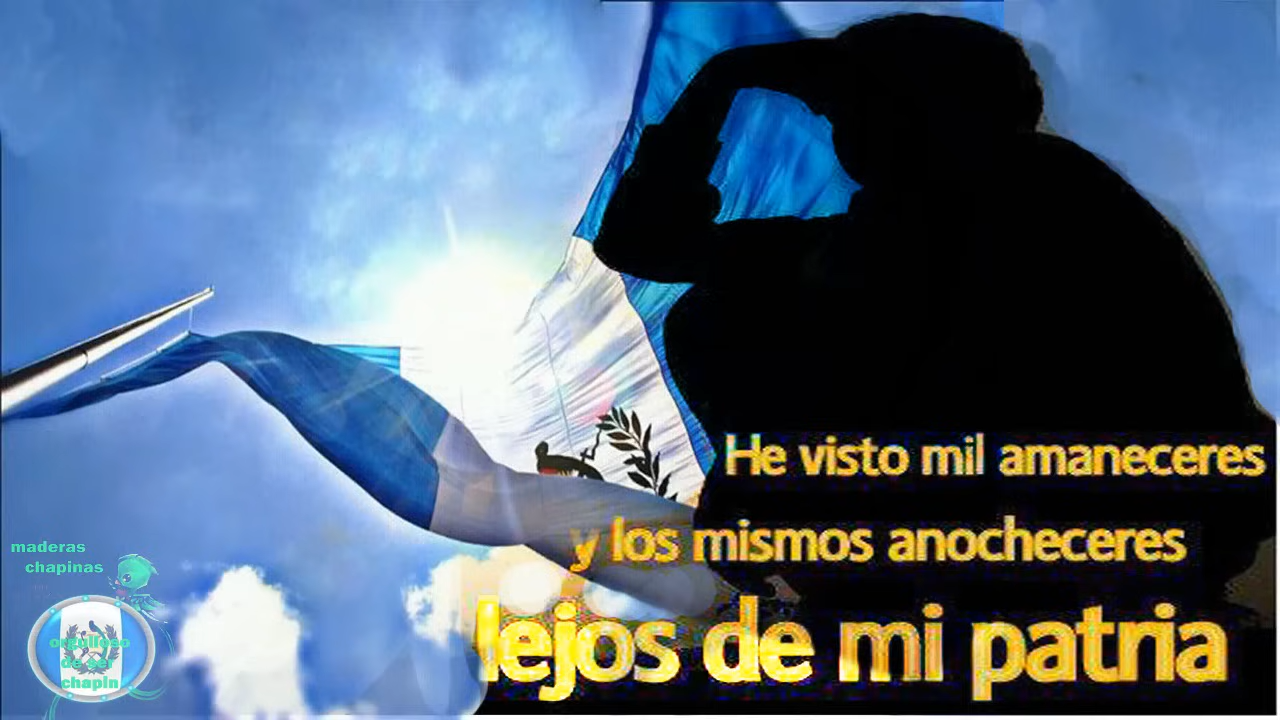 He visto mil amaneceres
y los mismos anocheceres
lejos de mi patria
maderas
chapinas
orgulloso
de ser
chapin